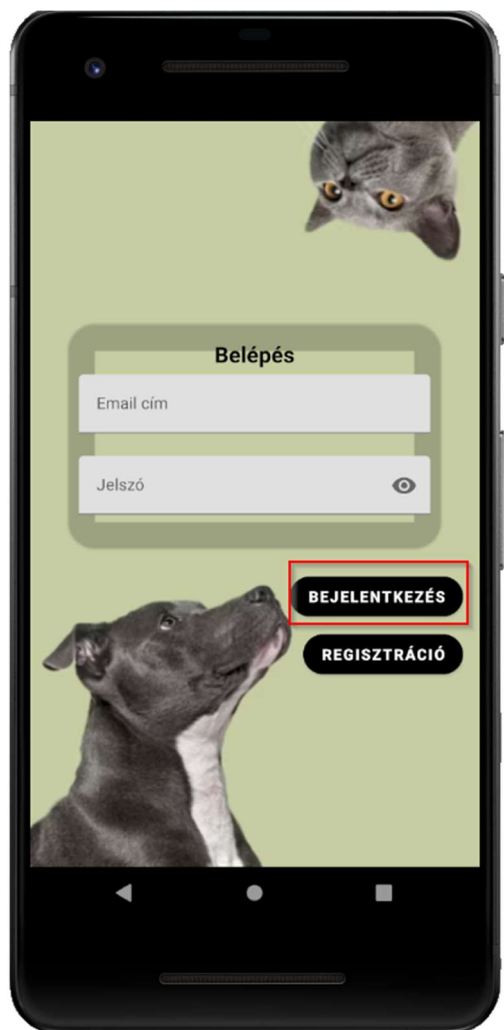 Belépés
Email cím
Jelszó
BEJELENTKEZÉS
REGISZTRÁCIÓ